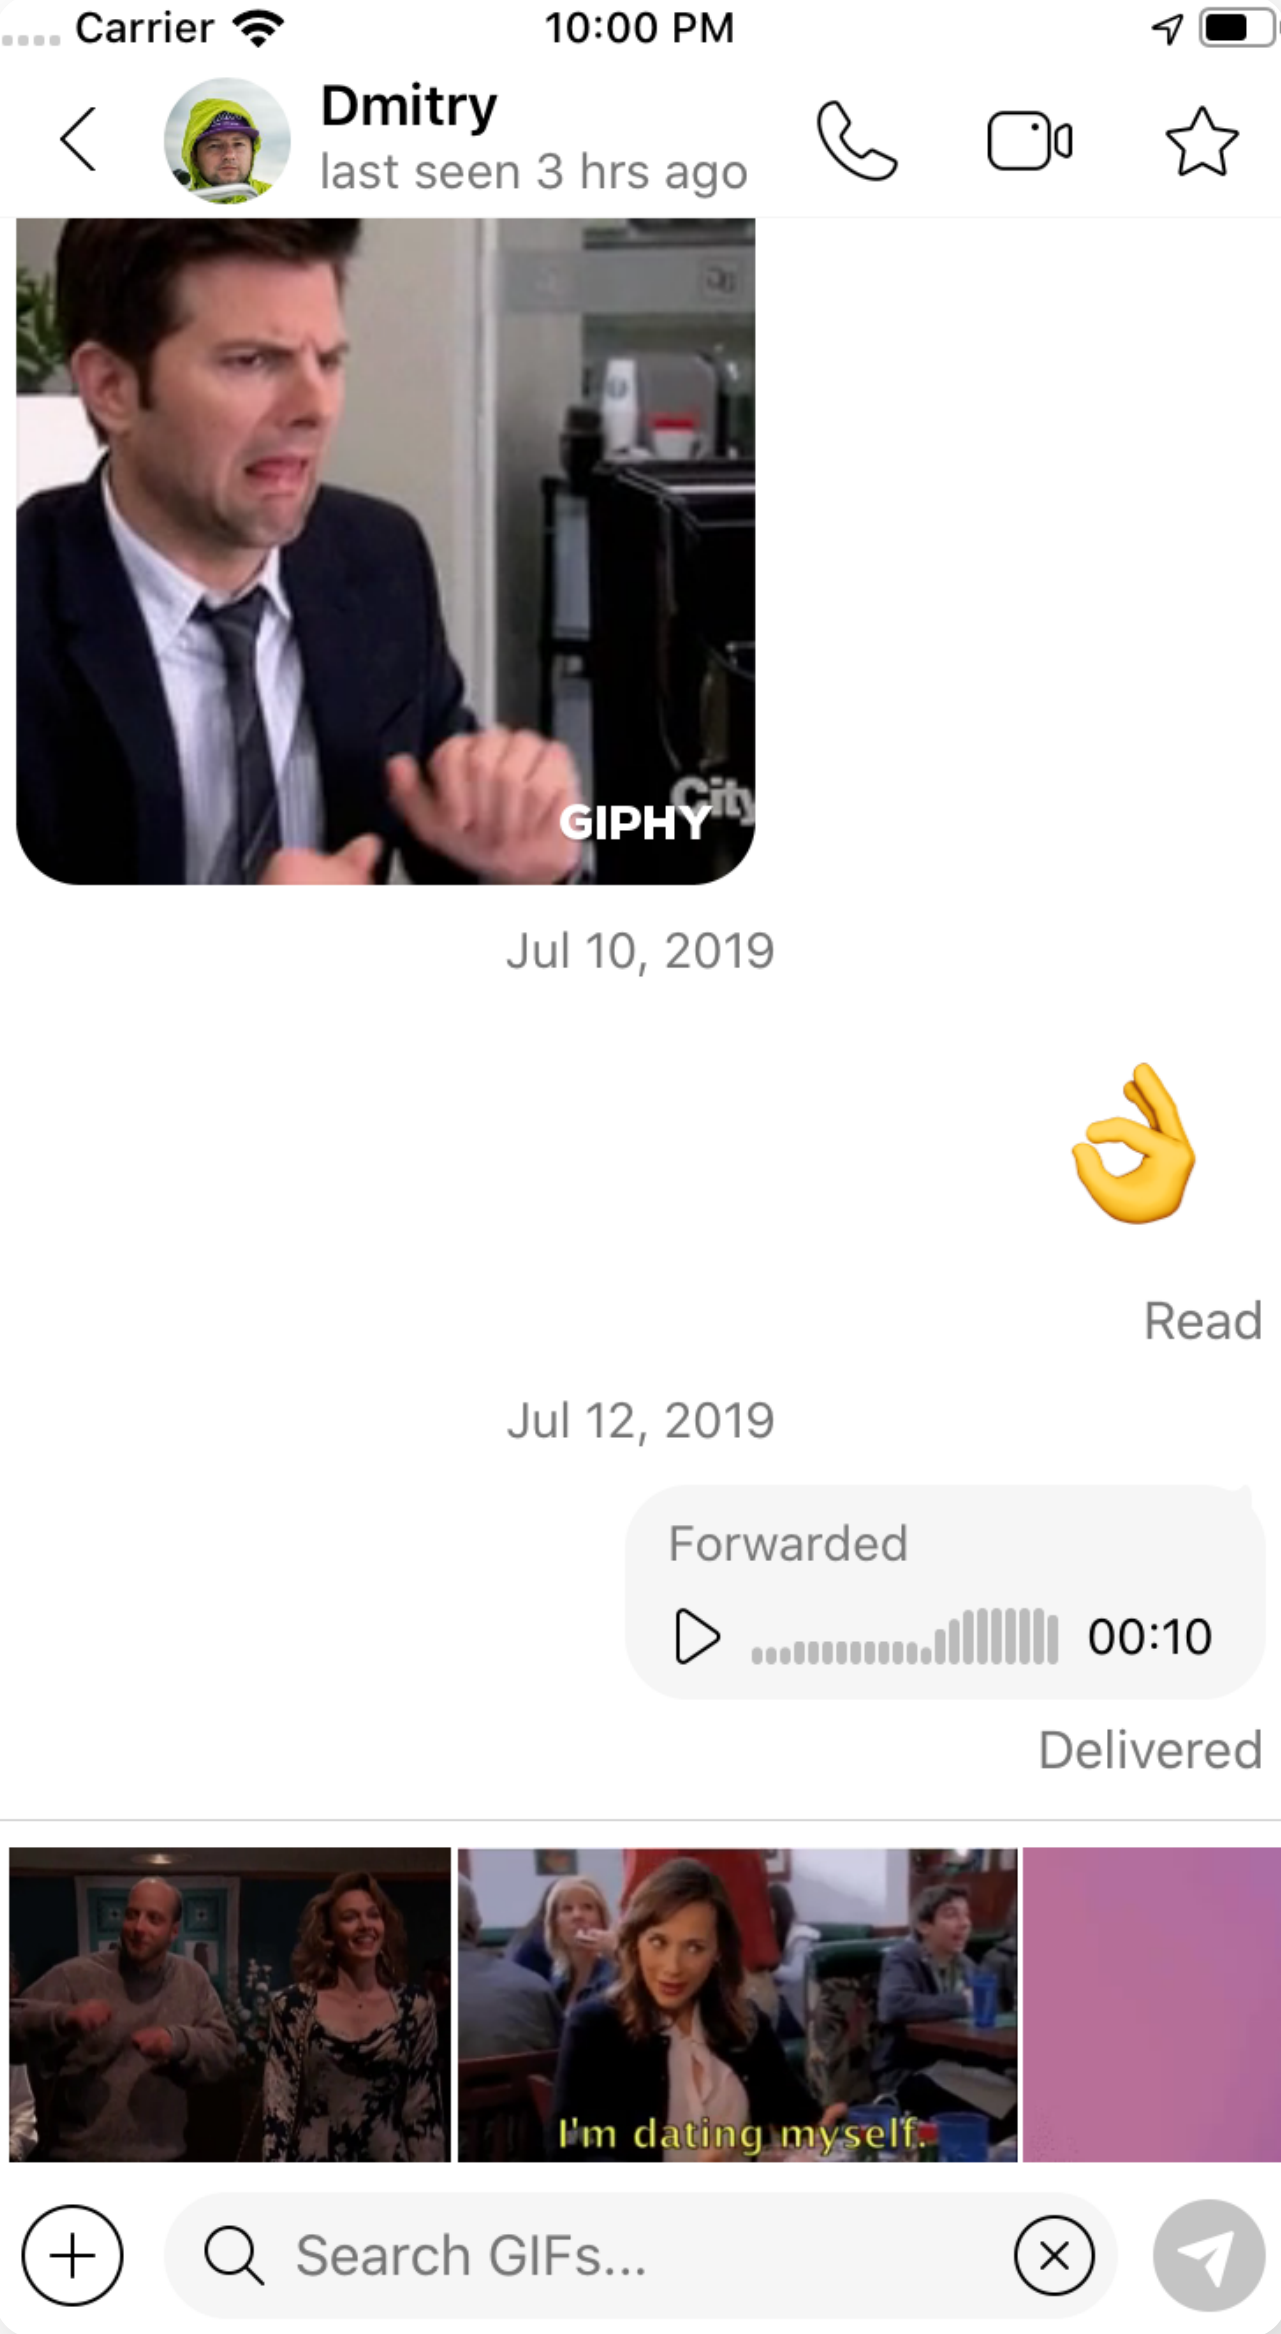 Carrier 10:00 PM
Dmitry
last seen 3 hrs ago
City
GIPHY
Jul 10, 2019
Read
Jul 12, 2019
Forwarded
00:10
Delivered
I'm dating myself.
Search GIFs...